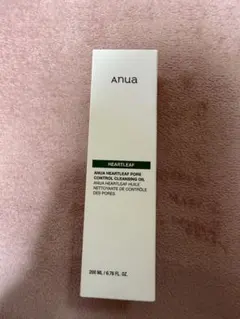 Anua
HEARTLEAF
ANUA HEARTLEAF PORE
CONTROL CLEANSING OIL
ANUA HEARTLEAF HUILE
NETTOYANTE DE CONTRÔLE
DES PORES
200 ML / 6.76 FL. OZ.